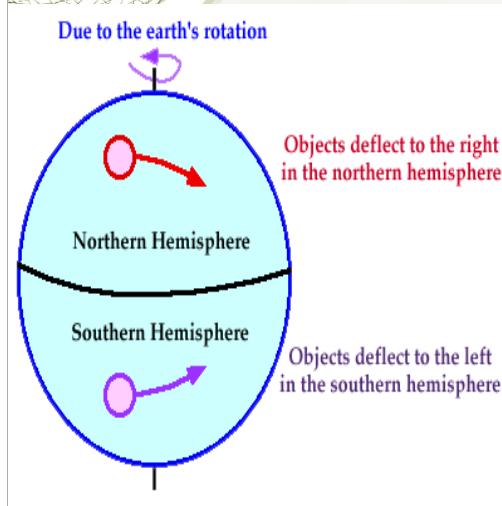 Due to the earth's rotation
Objects deflect to the right
in the northern hemisphere
Northern Hemisphere
Southern Hemisphere
Objects deflect to the left
in the southern hemisphere